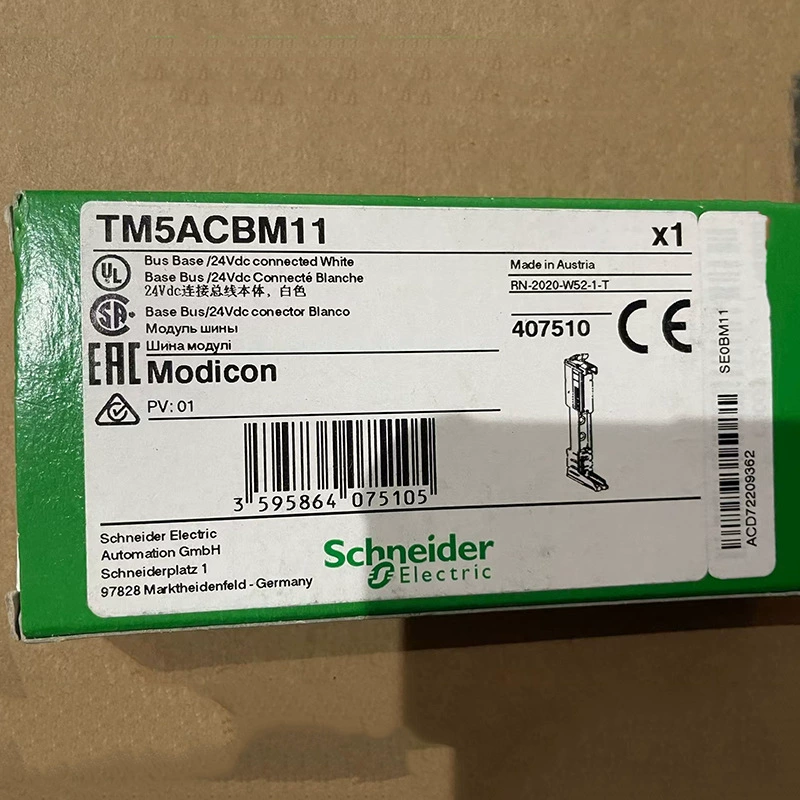 TM5ACBM11
x1
Bus Base /24Vdc connected White
Base Bus /24Vdc Connecté Blanche
24Vdc连接总线本体，白色
Base Bus/24Vdc conector Blanco
Модуль шины
Шина модулі
Modicon
PV: 01
UL
SA
EAC
Made in Austria
RN-2020-W52-1-T
407510
CE
3 595864 075105
Schneider Electric
Automation GmbH
Schneiderplatz 1
97828 Marktheidenfeld - Germany
Schneider
Electric
SE0BM11
ACD72209362